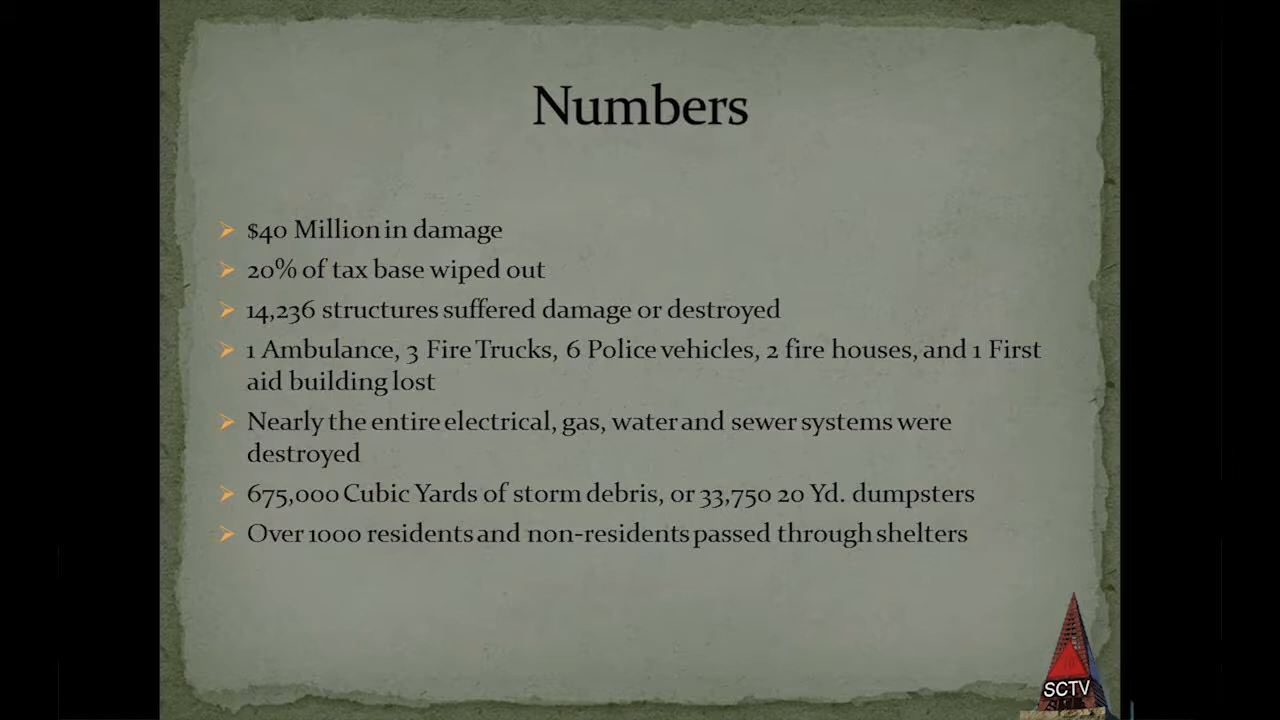 Numbers
$40 Million in damage
20% of tax base wiped out
14,236 structures suffered damage or destroyed
1 Ambulance, 3 Fire Trucks, 6 Police vehicles, 2 fire houses, and 1 First
aid building lost
Nearly the entire electrical, gas, water and sewer systems were
destroyed
675,000 Cubic Yards of storm debris, or 33,750 20 Yd. dumpsters
Over 1000 residents and non-residents passed through shelters
SCTV